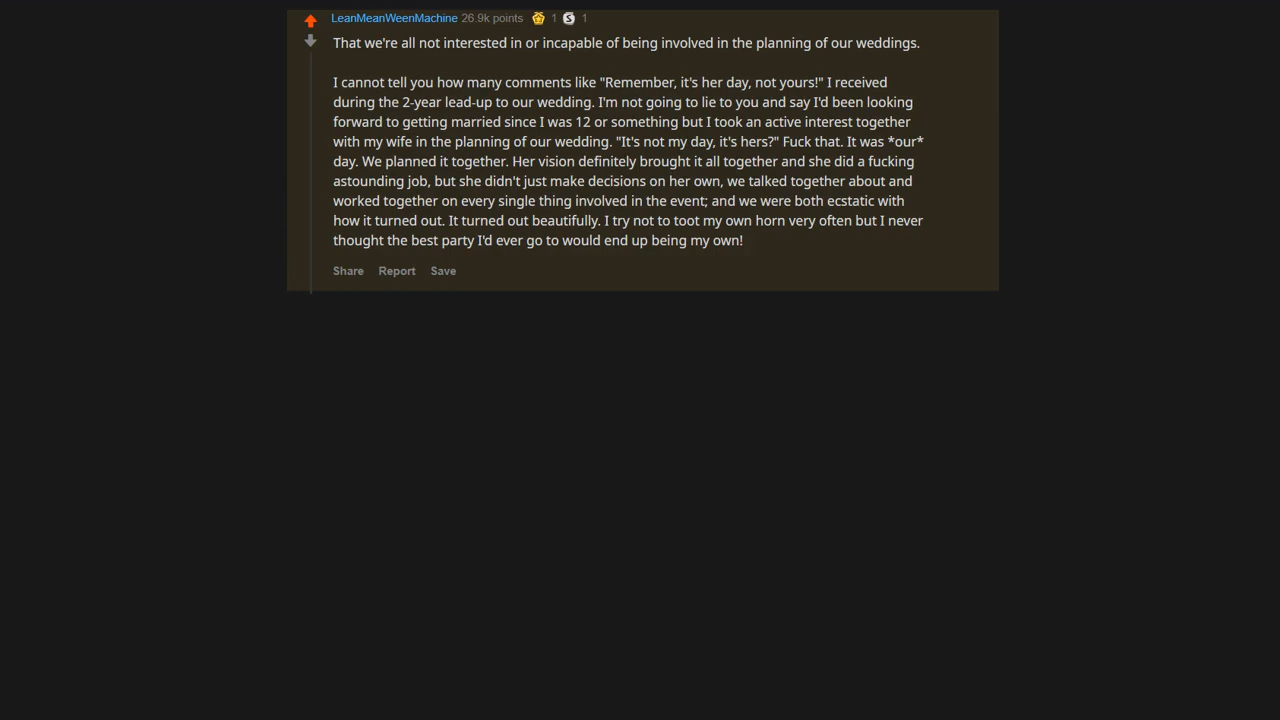 LeanMeanWeenMachine 26.9k points 1 S 1
That we're all not interested in or incapable of being involved in the planning of our weddings.
I cannot tell you how many comments like "Remember, it's her day, not yours!" I received
during the 2-year lead-up to our wedding. I'm not going to lie to you and say I'd been looking
forward to getting married since I was 12 or something but I took an active interest together
with my wife in the planning of our wedding. "It's not my day, it's hers?" Fuck that. It was *our*
day. We planned it together. Her vision definitely brought it all together and she did a fucking
astounding job, but she didn't just make decisions on her own, we talked together about and
worked together on every single thing involved in the event; and we were both ecstatic with
how it turned out. It turned out beautifully. I try not to toot my own horn very often but I never
thought the best party I'd ever go to would end up being my own!
Share Report Save